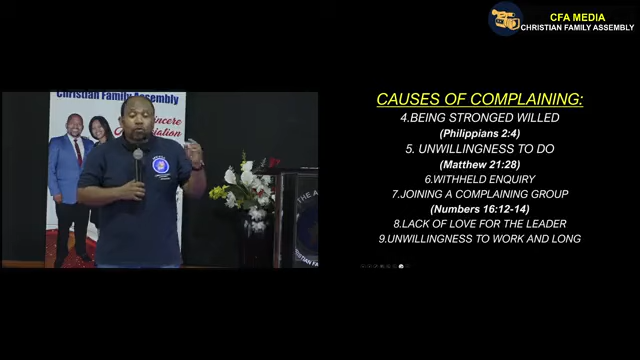 CFA MEDIA
CHRISTIAN FAMILY ASSEMBLY
Christian Family Assembly
CAUSES OF COMPLAINING:
4.BEING STRONGED WILLED
(Philippians 2:4)
5. UNWILLINGNESS TO DO
(Matthew 21:28)
6.WITHHELD ENQUIRY
7.JOINING A COMPLAINING GROUP
(Numbers 16:12-14)
8.LACK OF LOVE FOR THE LEADER
9.UNWILLINGNESS TO WORK AND LONG